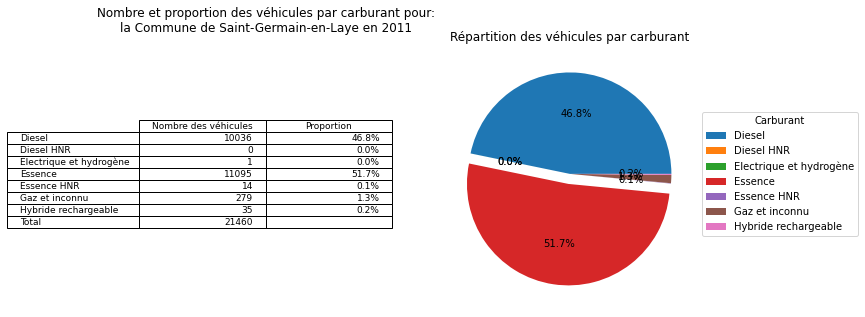 Nombre et proportion des véhicules par carburant pour:
la Commune de Saint-Germain-en-Laye en 2011
Nombre des véhicules Proportion
Diesel 10036 46.8%
Diesel HNR 0 0.0%
Electrique et hydrogène 1 0.0%
Essence 11095 51.7%
Essence HNR 14 0.1%
Gaz et inconnu 279 1.3%
Hybride rechargeable 35 0.2%
Total 21460
Répartition des véhicules par carburant
46.8%
0.0%
51.7%
0.2%
0.1%
Carburant
Diesel
Diesel HNR
Electrique et hydrogène
Essence
Essence HNR
Gaz et inconnu
Hybride rechargeable